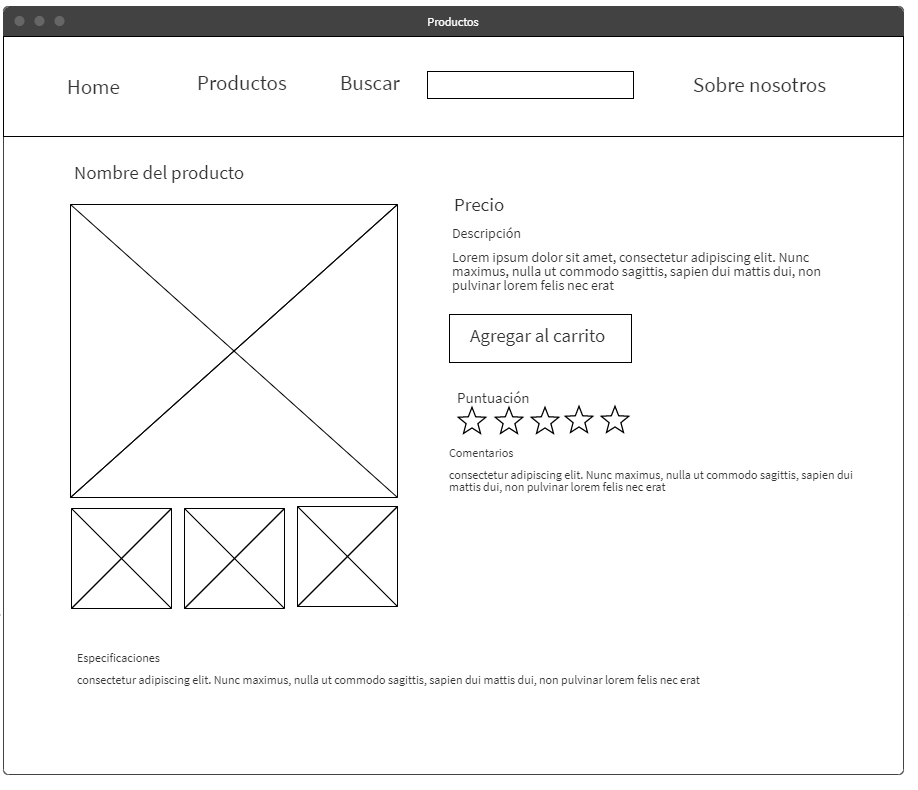 Productos
Home
Productos
Buscar
Sobre nosotros
Nombre del producto
Precio
Descripción
Lorem ipsum dolor sit amet, consectetur adipiscing elit. Nunc
maximus, nulla ut commodo sagittis, sapien dui mattis dui, non
pulvinar lorem felis nec erat
Agregar al carrito
Puntuación
Comentarios
consectetur adipiscing elit. Nunc maximus, nulla ut commodo sagittis, sapien dui
mattis dui, non pulvinar lorem felis nec erat
Especificaciones
consectetur adipiscing elit. Nunc maximus, nulla ut commodo sagittis, sapien dui mattis dui, non pulvinar lorem felis nec erat